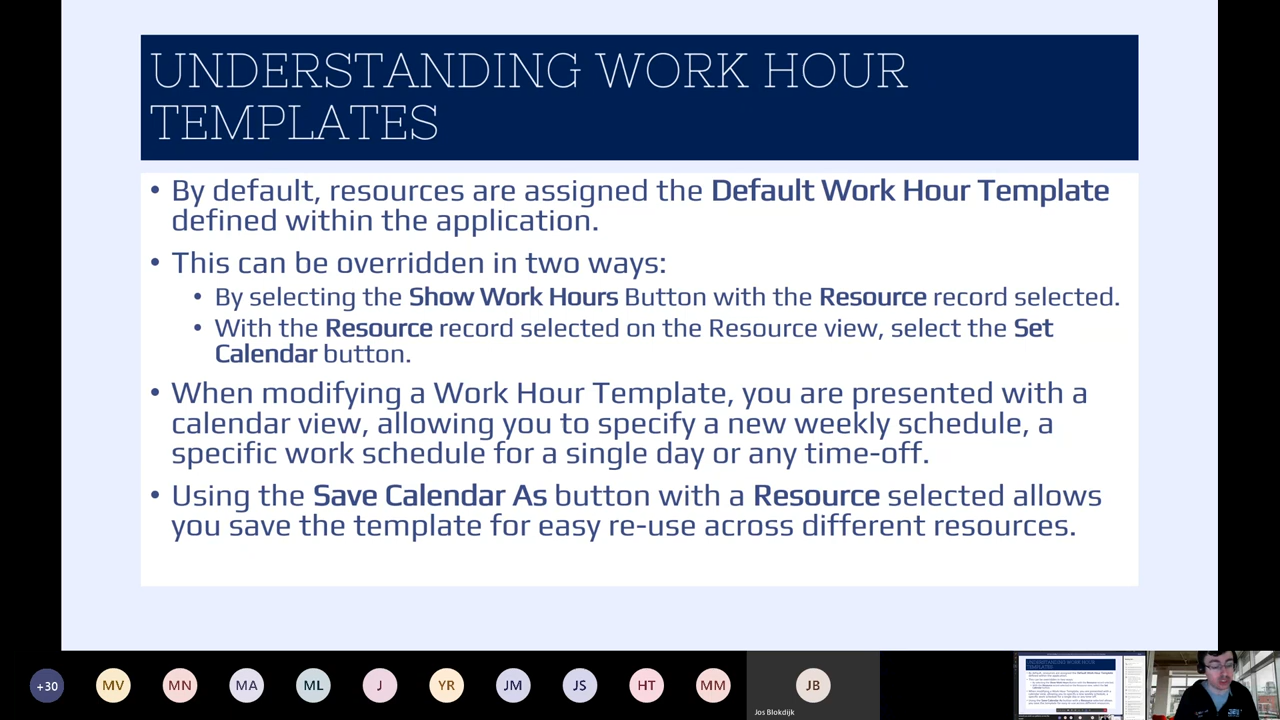 UNDERSTANDING WORK HOUR
TEMPLATES
• By default, resources are assigned the Default Work Hour Template
defined within the application.
• This can be overridden in two ways:
• By selecting the Show Work Hours Button with the Resource record selected.
• With the Resource record selected on the Resource view, select the Set
Calendar button.
• When modifying a Work Hour Template, you are presented with a
calendar view, allowing you to specify a new weekly schedule, a
specific work schedule for a single day or any time-off.
• Using the Save Calendar As button with a Resource selected allows
you save the template for easy re-use across different resources.
+30 MV KN MA ML J R JM JS HT MM JB
Jos Blokdijk
UNDERSTANDING WORK HOUR
TEMPLATES